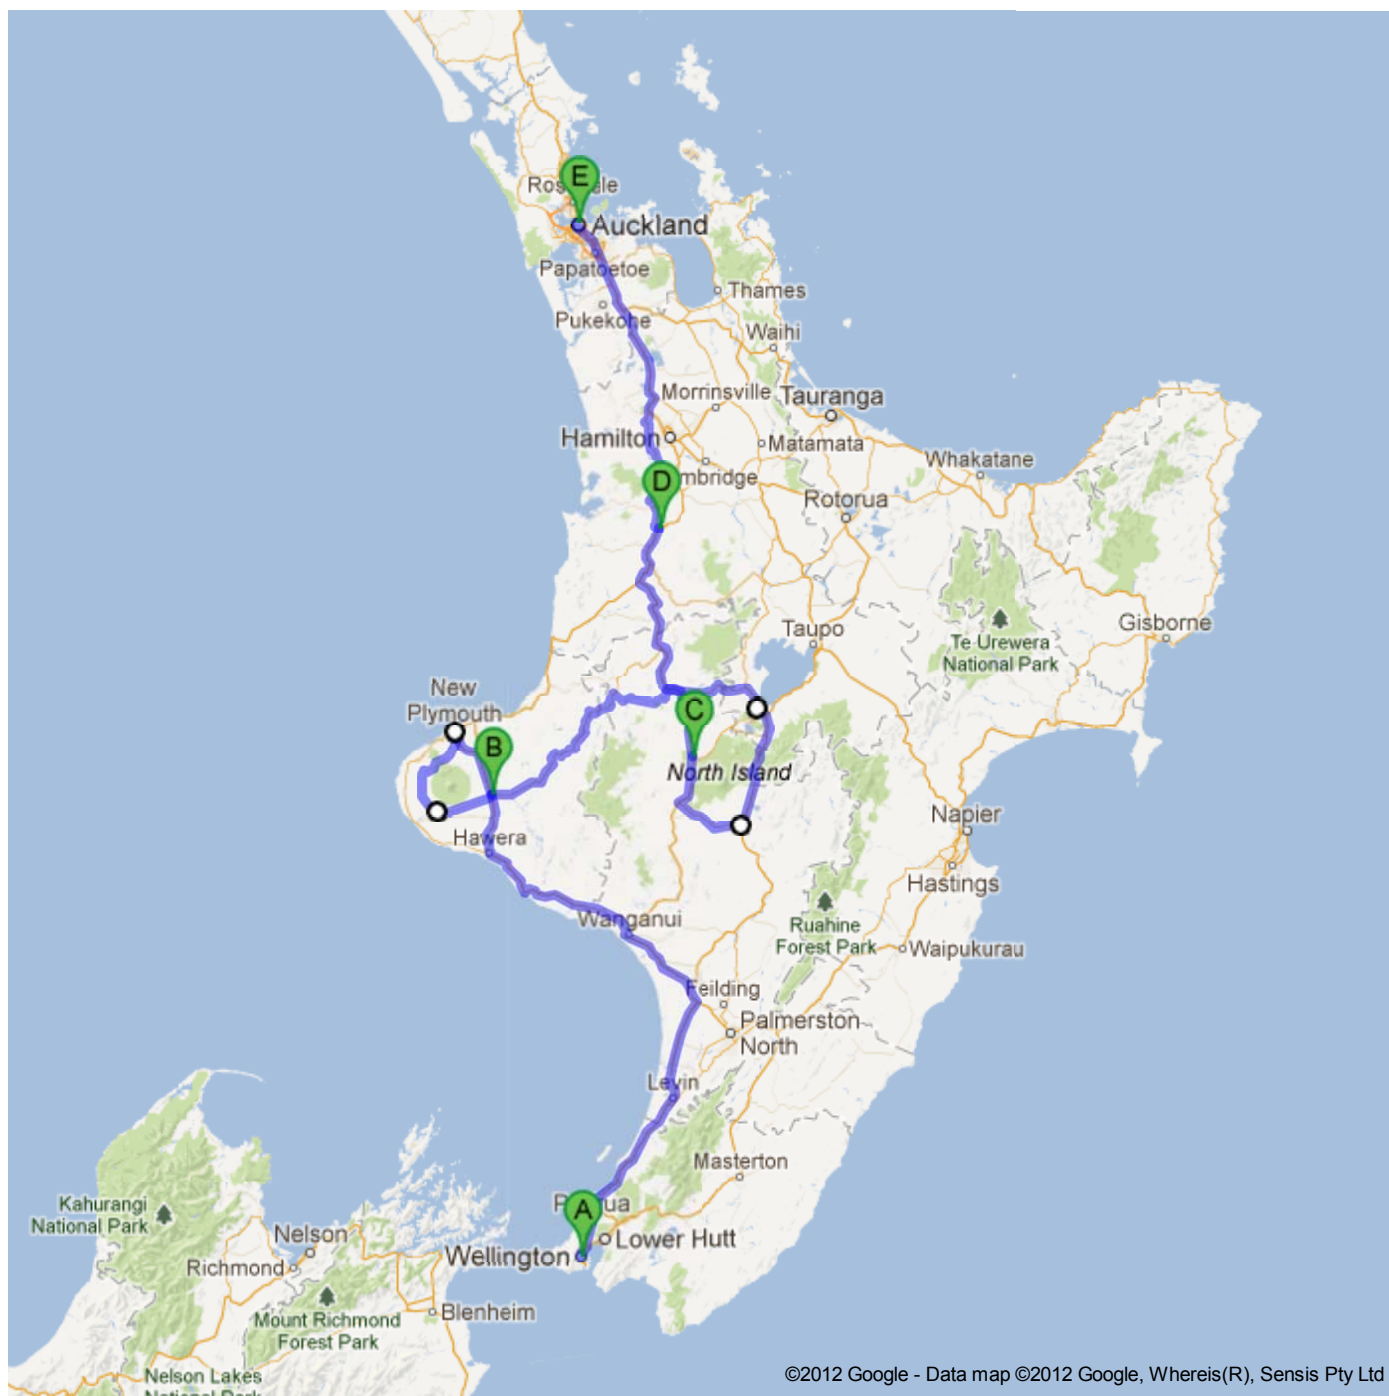 E
Auckland
Papatoetoe
Thames
Pukekohe
Waihi
Morrinsville
Tauranga
Hamilton
Matamata
Whakatane
D
Rotorua
Gisborne
Taupo
Te Urewera
National Park
New
Plymouth
C
B
North Island
Napier
Hawera
Hastings
Wanganui
Ruahine
Forest Park
Waipukurau
Feilding
Palmerston
North
Levin
Masterton
Kahurangi
National Park
A
Nelson
Lower Hutt
Wellington
Richmond
Blenheim
Mount Richmond
Forest Park
Nelson Lakes
©2012 Google - Data map ©2012 Google, Whereis(R), Sensis Pty Ltd